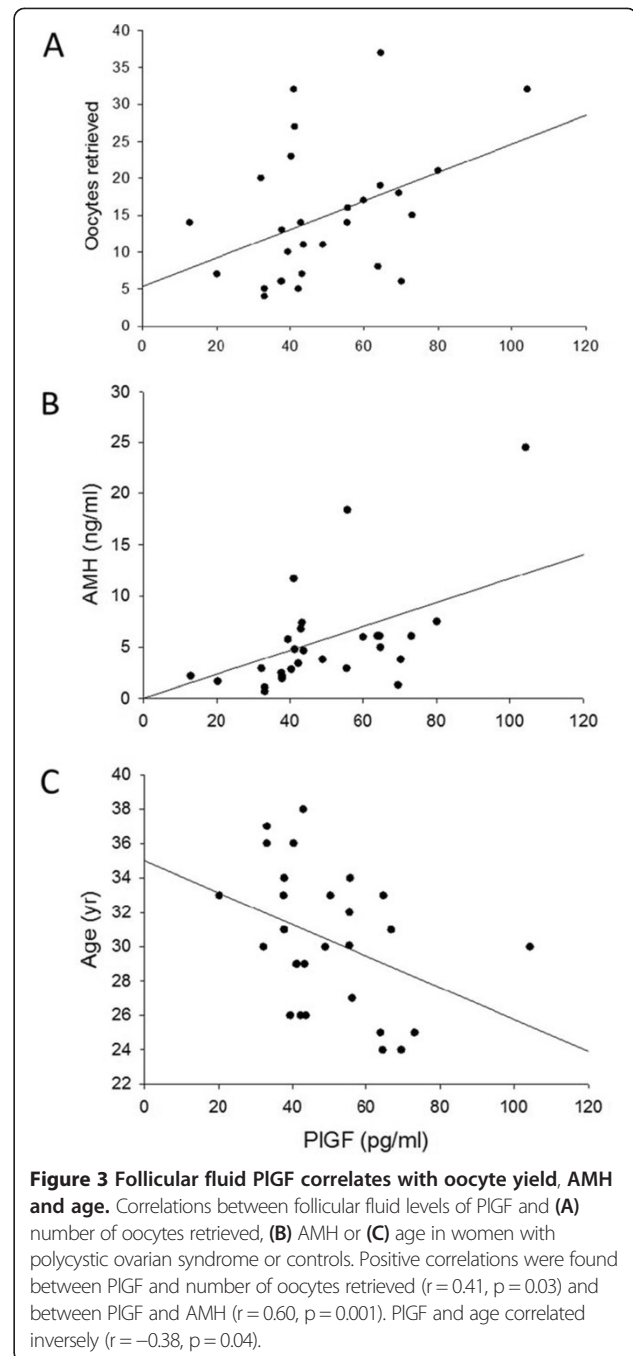 A
40
35
30
25
20
15
10
5
0
Oocytes retrieved
0 20 40 60 80 100 120
B
30
25
20
15
10
5
0
AMH (ng/ml)
0 20 40 60 80 100 120
C
40
38
36
34
32
30
28
26
24
22
Age (yr)
0 20 40 60 80 100 120
PlGF (pg/ml)
Figure 3 Follicular fluid PlGF correlates with oocyte yield, AMH
and age. Correlations between follicular fluid levels of PlGF and (A)
number of oocytes retrieved, (B) AMH or (C) age in women with
polycystic ovarian syndrome or controls. Positive correlations were found
between PlGF and number of oocytes retrieved (r = 0.41, p = 0.03) and
between PlGF and AMH (r = 0.60, p = 0.001). PlGF and age correlated
inversely (r = −0.38, p = 0.04).